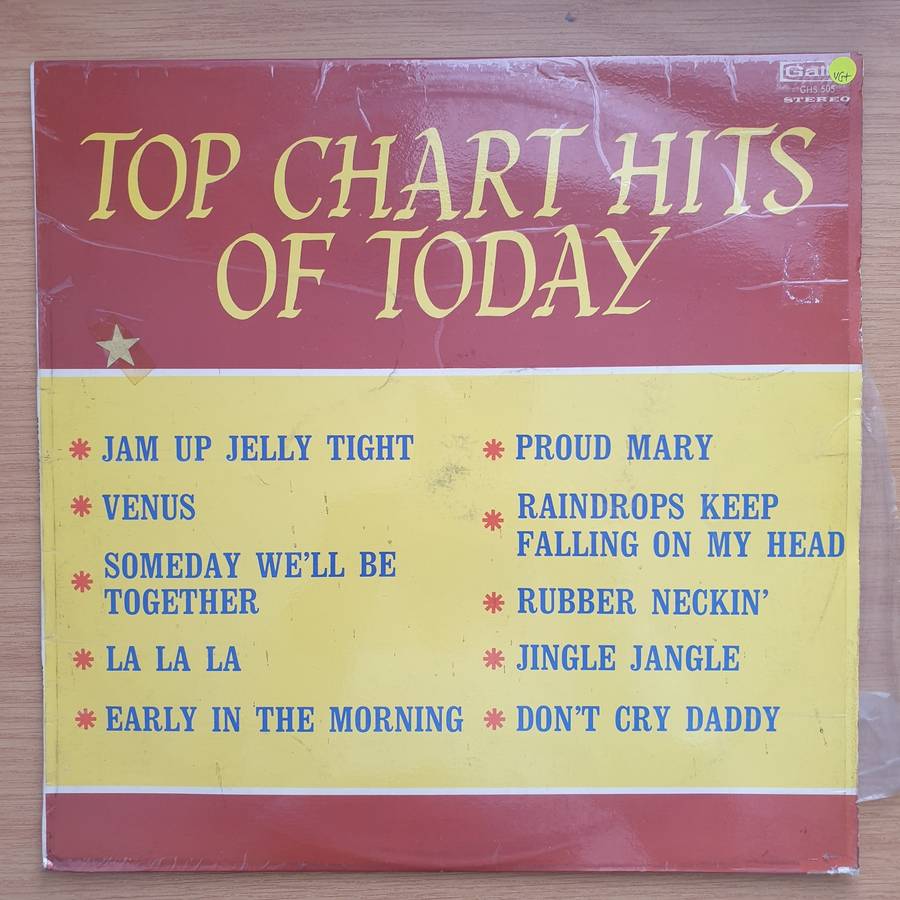 VG+
GHS 505
STEREO
TOP CHART HITS
OF TODAY
JAM UP JELLY TIGHT
VENUS
SOMEDAY WE'LL BE
TOGETHER
LA LA LA
EARLY IN THE MORNING
PROUD MARY
RAINDROPS KEEP
FALLING ON MY HEAD
RUBBER NECKIN'
JINGLE JANGLE
DON'T CRY DADDY